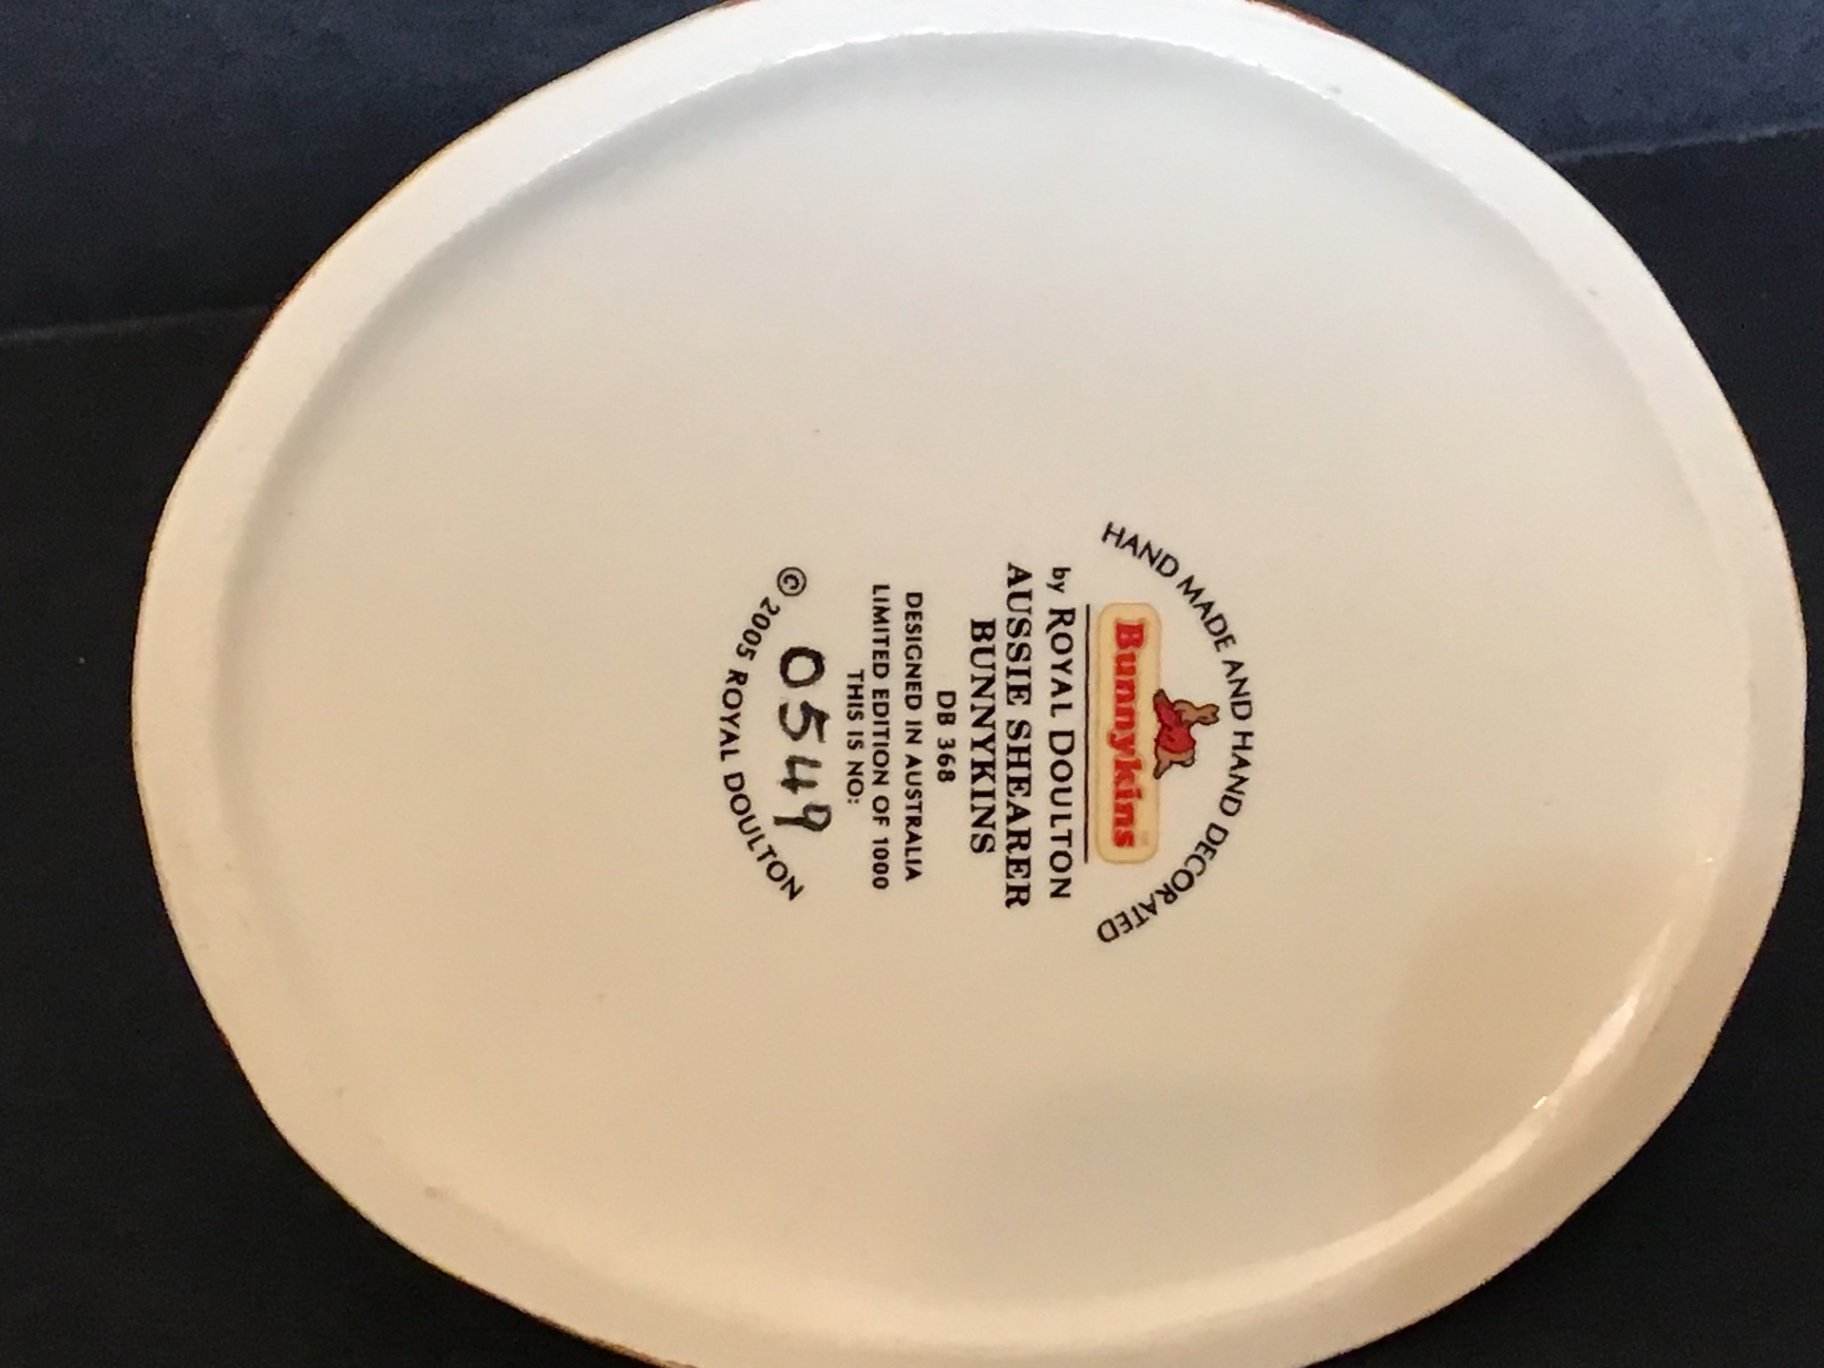 HAND MADE AND HAND DECORATED
Bunnykins
by ROYAL DOULTON
AUSSIE SHEARER
BUNNYKINS
DB 368
DESIGNED IN AUSTRALIA
LIMITED EDITION OF 1000
THIS IS NO:
0549
© 2005 ROYAL DOULTON